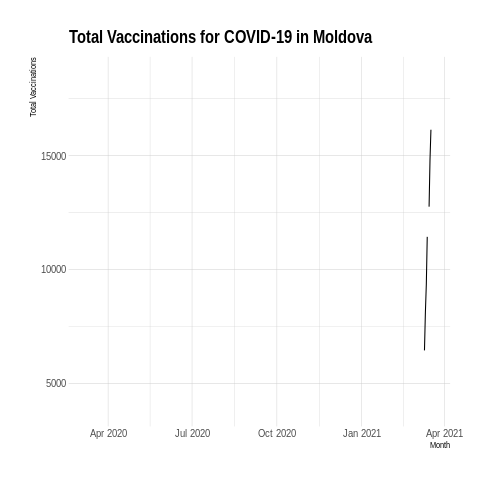 Total Vaccinations for COVID-19 in Moldova
Total Vaccinations
15000
10000
5000
Apr 2020 Jul 2020 Oct 2020 Jan 2021 Apr 2021
Month